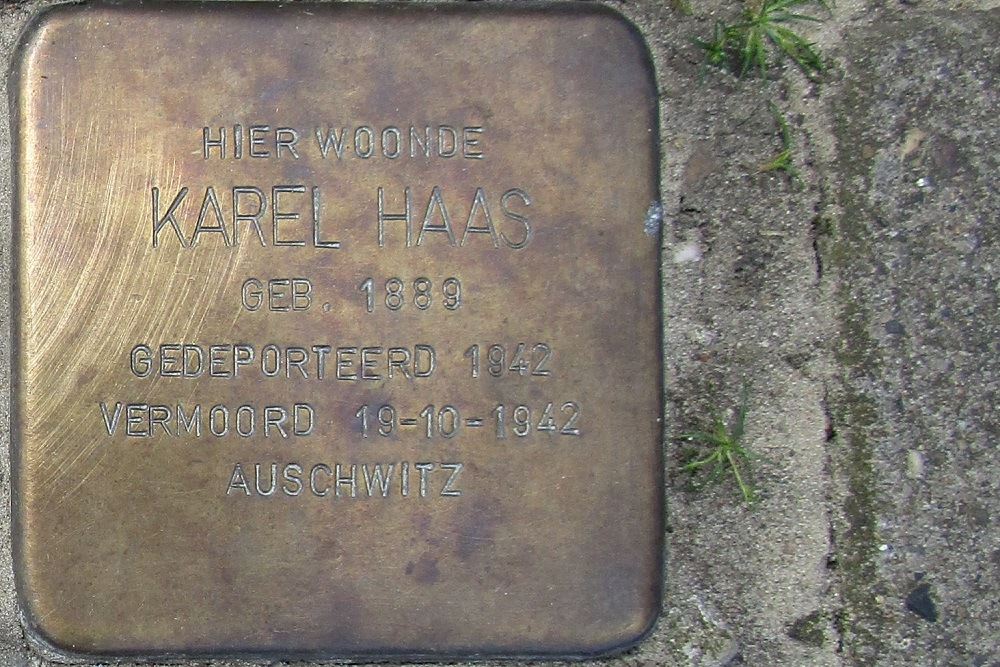 HIER WOONDE
KAREL HAAS
GEB. 1889
GEDEPORTEERD 1942
VERMOORD 19-10-1942
AUSCHWITZ